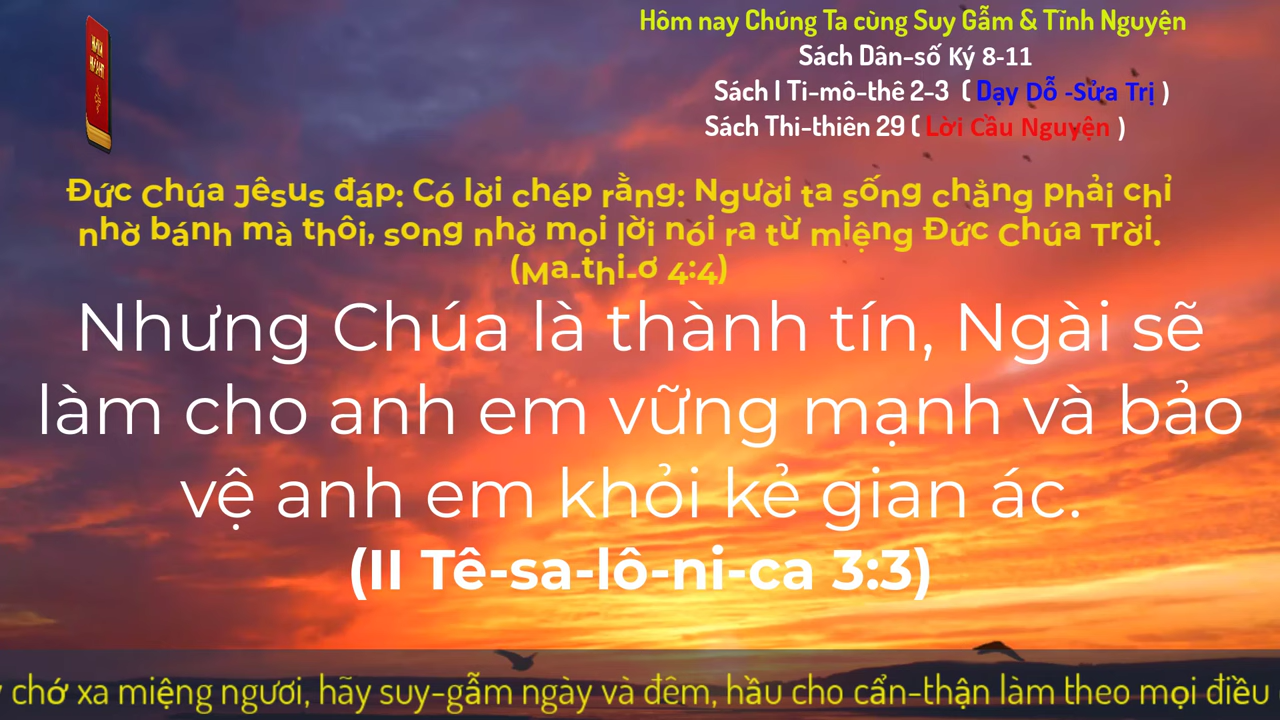 Hôm nay Chúng Ta cùng Suy Gẫm & Tĩnh Nguyện
Sách Dân-số Ký 8-11
Sách I Ti-mô-thê 2-3 ( Dạy Dỗ -Sửa Trị )
Sách Thi-thiên 29 ( Lời Cầu Nguyện )
Đức Chúa Jêsus đáp: Có lời chép rằng: Người ta sống chẳng phải chỉ
nhờ bánh mà thôi, song nhờ mọi lời nói ra từ miệng Đức Chúa Trời.
(Ma-thi-ơ 4:4)
Nhưng Chúa là thành tín, Ngài sẽ
làm cho anh em vững mạnh và bảo
vệ anh em khỏi kẻ gian ác.
(II Tê-sa-lô-ni-ca 3:3)
chớ xa miệng ngươi, hãy suy-gẫm ngày và đêm, hầu cho cẩn-thận làm theo mọi điều